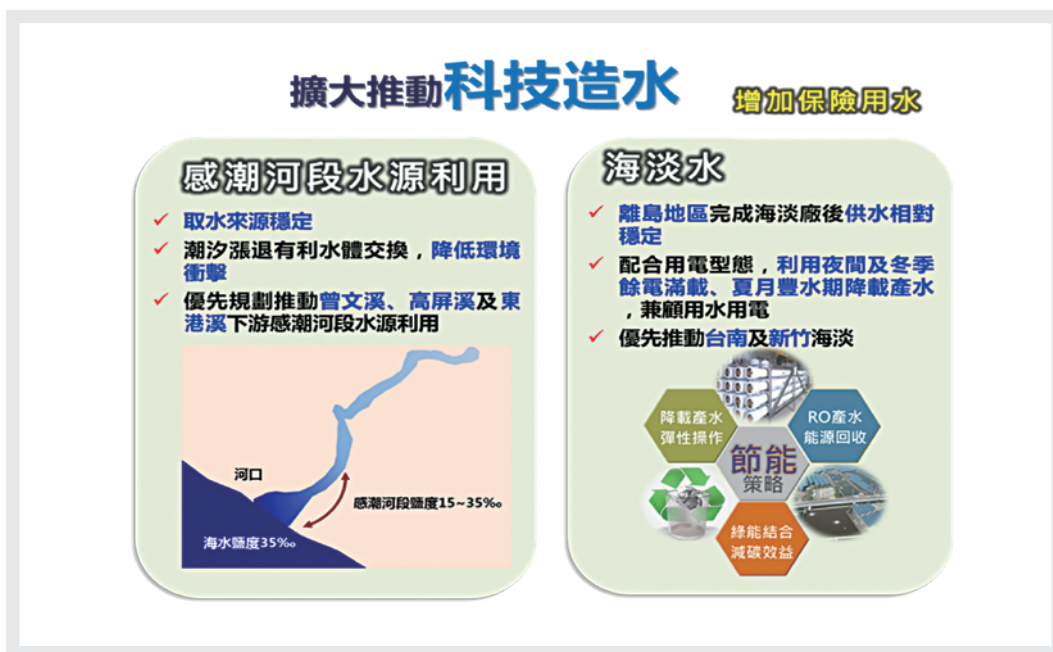 擴大推動科技造水
增加保險用水
感潮河段水源利用
取水來源穩定
潮汐漲退有利水體交換，降低環境
衝擊
優先規劃推動曾文溪、高屏溪及東
港溪下游感潮河段水源利用
河口
感潮河段鹽度15~35‰
海水鹽度35‰
海淡水
離島地區完成海淡廠後供水相對
穩定
配合用電型態，利用夜間及冬季
餘電滿載、夏月豐水期降載產水
，兼顧用水用電
優先推動台南及新竹海淡
降載產水
彈性操作
RO產水
能源回收
節能
策略
綠能結合
減碳效益